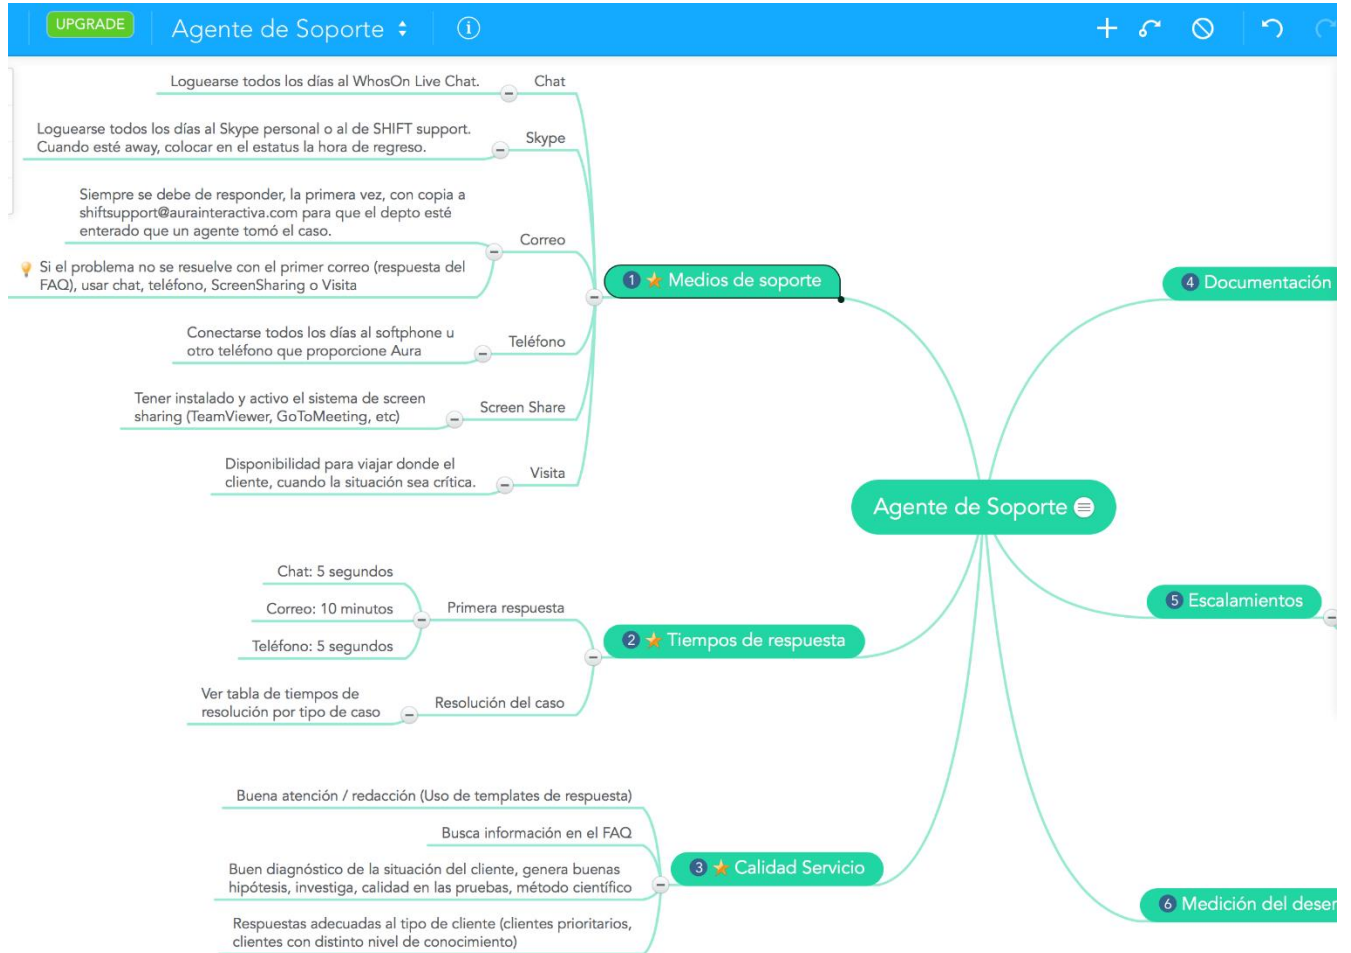 UPGRADE
Agente de Soporte
Loguearse todos los días al WhosOn Live Chat.
Chat
Loguearse todos los días al Skype personal o al de SHIFT support.
Cuando esté away, colocar en el estatus la hora de regreso.
Skype
Siempre se debe de responder, la primera vez, con copia a
shiftsupport@aurainteractiva.com para que el depto esté
enterado que un agente tomó el caso.
Correo
Si el problema no se resuelve con el primer correo (respuesta del
FAQ), usar chat, teléfono, ScreenSharing o Visita
Conectarse todos los días al softphone u
otro teléfono que proporcione Aura
Teléfono
Tener instalado y activo el sistema de screen
sharing (TeamViewer, GoToMeeting, etc)
Screen Share
Disponibilidad para viajar donde el
cliente, cuando la situación sea crítica.
Visita
1 Medios de soporte
Chat: 5 segundos
Correo: 10 minutos
Teléfono: 5 segundos
Primera respuesta
Ver tabla de tiempos de
resolución por tipo de caso
Resolución del caso
2 Tiempos de respuesta
Buena atención / redacción (Uso de templates de respuesta)
Busca información en el FAQ
Buen diagnóstico de la situación del cliente, genera buenas
hipótesis, investiga, calidad en las pruebas, método científico
Respuestas adecuadas al tipo de cliente (clientes prioritarios,
clientes con distinto nivel de conocimiento)
3 Calidad Servicio
Agente de Soporte
4 Documentación
5 Escalamientos
6 Medición del deser